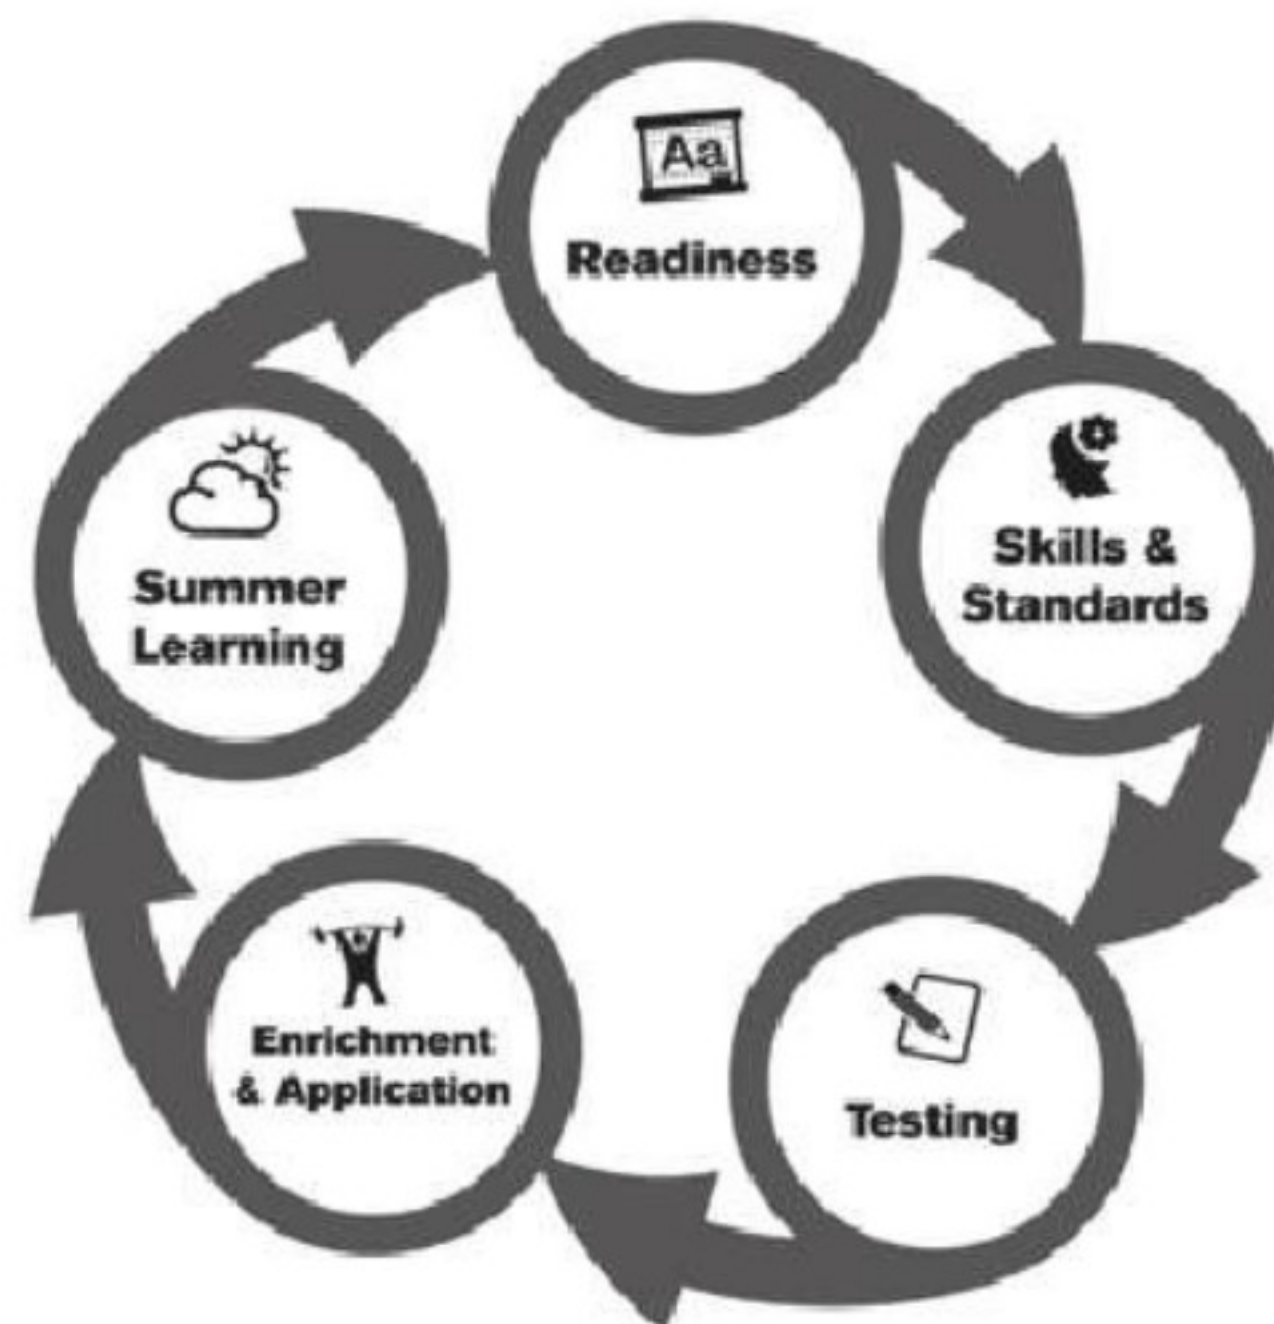 Aa
Readiness
Skills &
Standards
Testing
Enrichment
& Application
Summer
Learning